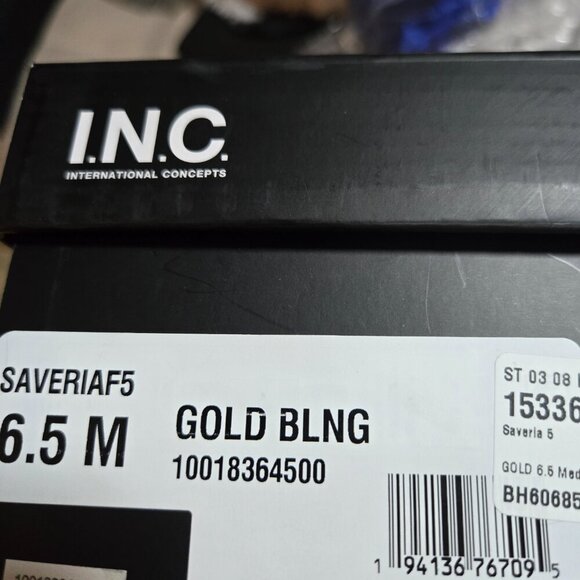 I.N.C.
INTERNATIONAL CONCEPTS
SAVERIAF5
6.5 M
GOLD BLNG
10018364500
ST 03 08
15336
Saveria 5
GOLD 6.5 Med
BH60685
1 94136 76709 5